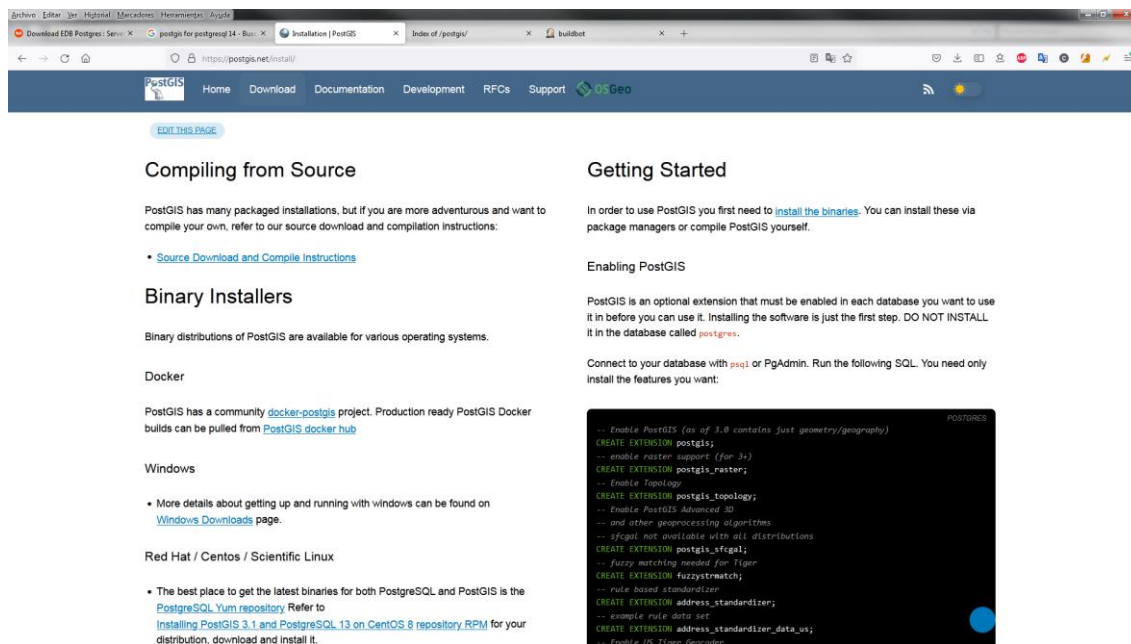 Archivo Editar Ver Historial Marcadores Herramientas Ayuda
Download EDB Postgres: Serve
postgis for postgresql 14 - Bus
Installation | PostGIS
Index of /postgis/
buildbot
https://postgis.net/install/
PostGIS
Home Download Documentation Development RFCs Support OSGeo
EDIT THIS PAGE
Compiling from Source
PostGIS has many packaged installations, but if you are more adventurous and want to
compile your own, refer to our source download and compilation instructions:
• Source Download and Compile Instructions
Binary Installers
Binary distributions of PostGIS are available for various operating systems.
Docker
PostGIS has a community docker-postgis project. Production ready PostGIS Docker
builds can be pulled from PostGIS docker hub
Windows
• More details about getting up and running with windows can be found on
Windows Downloads page.
Red Hat / Centos / Scientific Linux
• The best place to get the latest binaries for both PostgreSQL and PostGIS is the
PostgreSQL Yum repository Refer to
Installing PostGIS 3.1 and PostgreSQL 13 on CentOS 8 repository RPM for your
distribution, download and install it.
Getting Started
In order to use PostGIS you first need to install the binaries. You can install these via
package managers or compile PostGIS yourself.
Enabling PostGIS
PostGIS is an optional extension that must be enabled in each database you want to use
it in before you can use it. Installing the software is just the first step. DO NOT INSTALL
it in the database called postgres.
Connect to your database with psql or PgAdmin. Run the following SQL. You need only
install the features you want:
POSTGRES
-- Enable PostGIS (as of 3.0 contains just geometry/geography)
CREATE EXTENSION postgis;
-- enable raster support (for 3+)
CREATE EXTENSION postgis_raster;
-- Enable Topology
CREATE EXTENSION postgis_topology;
-- Enable PostGIS Advanced 3D
-- and other geoprocessing algorithms
-- sfcgal not available with all distributions
CREATE EXTENSION postgis_sfcgal;
-- fuzzy matching needed for Tiger
CREATE EXTENSION fuzzystrmatch;
-- rule based standardizer
CREATE EXTENSION address_standardizer;
-- example rule data set
CREATE EXTENSION address_standardizer_data_us;
-- Enable US Tiger Geocoder